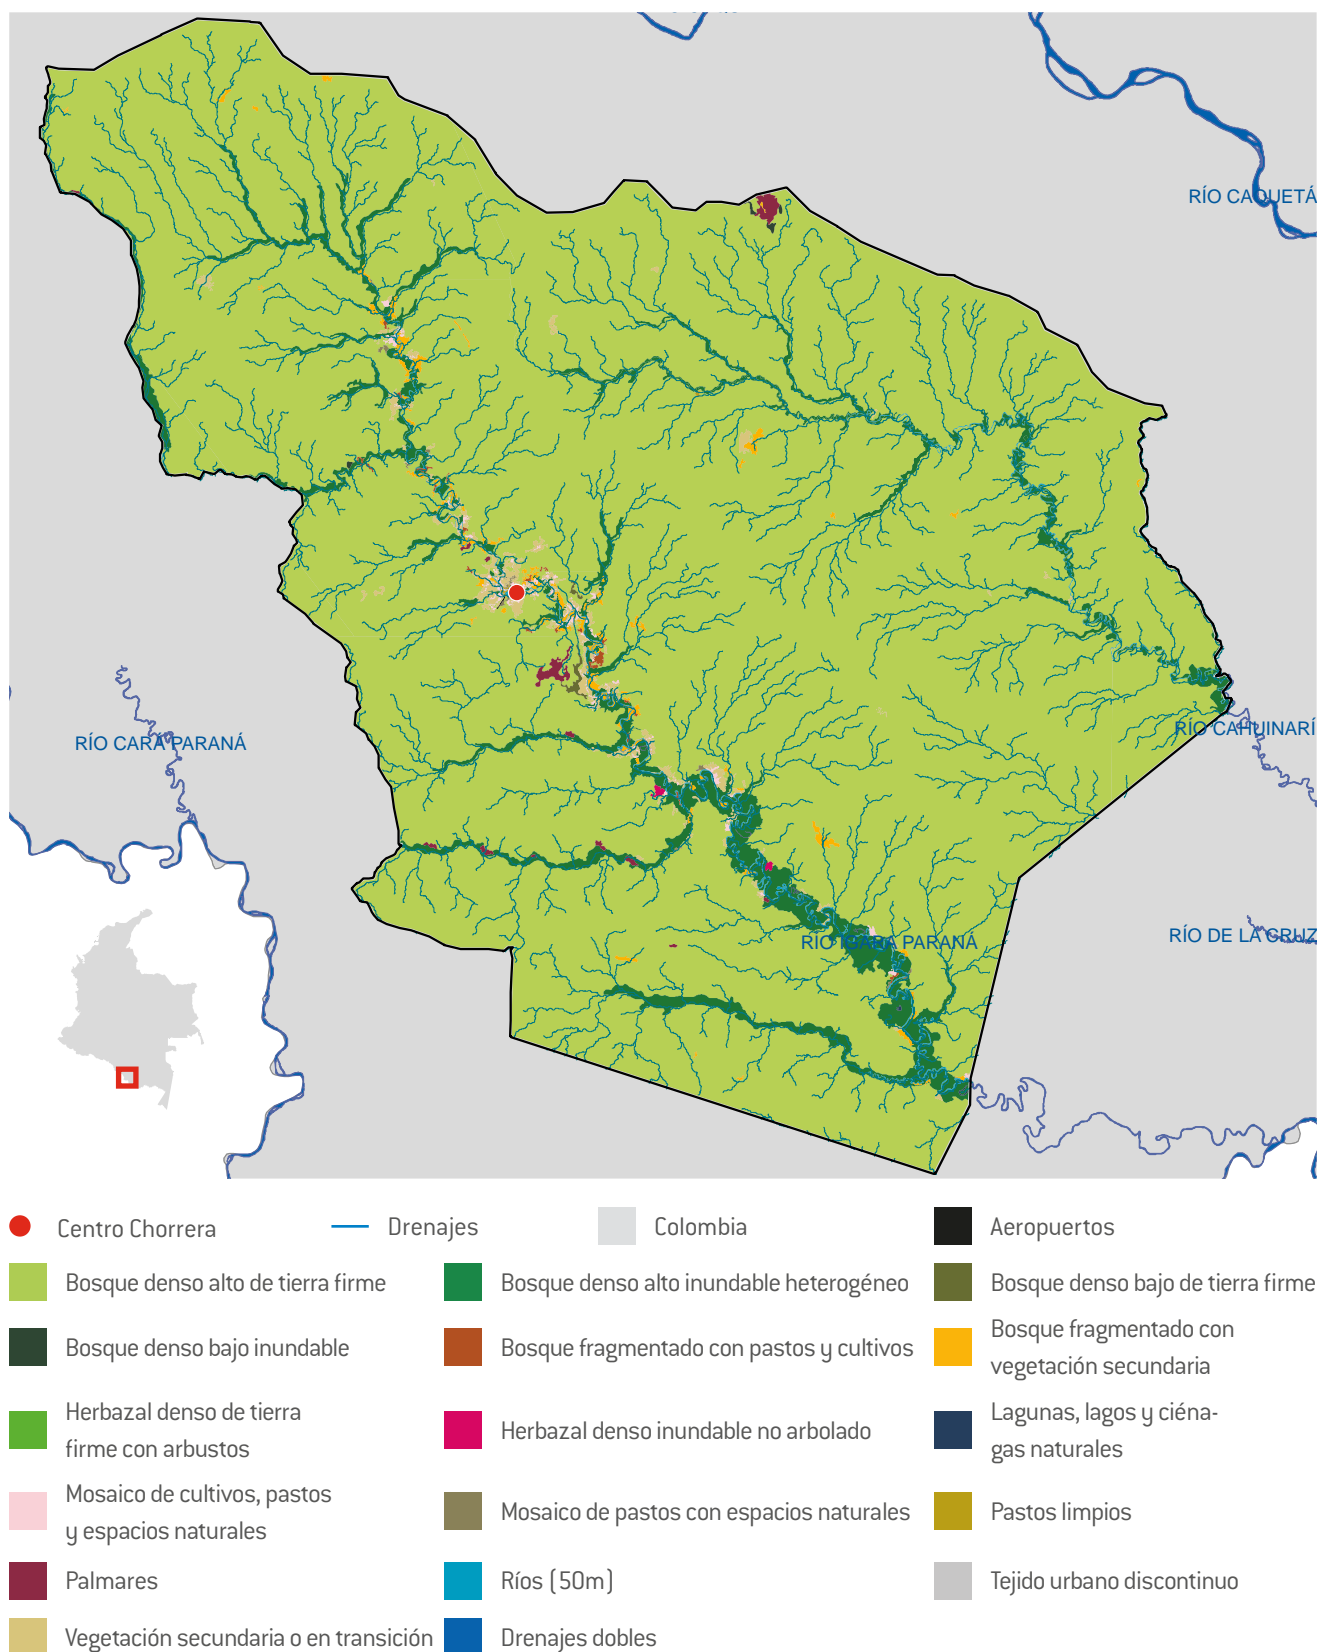 RÍO CAQUETÁ
RÍO CAHUINARÍ
RÍO CARÁ PARANÁ
RÍO DE LA CRUZ
RÍO IGARA PARANÁ
Centro Chorrera
Drenajes
Colombia
Aeropuertos
Bosque denso alto de tierra firme
Bosque denso alto inundable heterogéneo
Bosque denso bajo de tierra firme
Bosque denso bajo inundable
Bosque fragmentado con pastos y cultivos
Bosque fragmentado con
vegetación secundaria
Herbazal denso de tierra
firme con arbustos
Herbazal denso inundable no arbolado
Lagunas, lagos y ciéna-
gas naturales
Mosaico de cultivos, pastos
y espacios naturales
Mosaico de pastos con espacios naturales
Pastos limpios
Palmares
Ríos (50m)
Tejido urbano discontinuo
Vegetación secundaria o en transición
Drenajes dobles